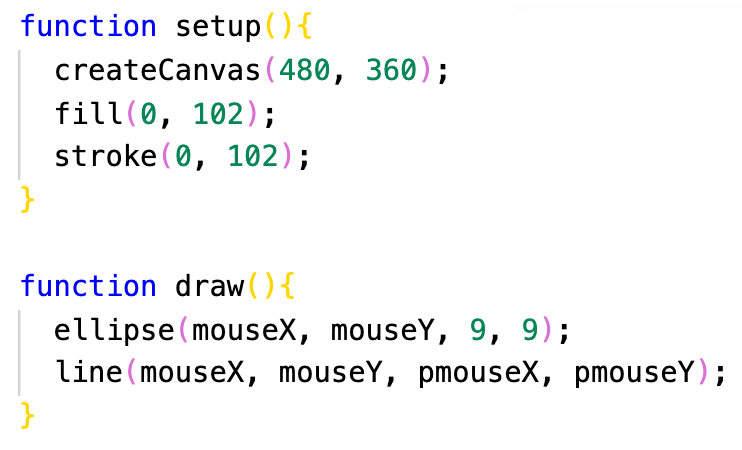 function setup(){
  createCanvas(480, 360);
  fill(0, 102);
  stroke(0, 102);
}

function draw(){
  ellipse(mouseX, mouseY, 9, 9);
  line(mouseX, mouseY, pmouseX, pmouseY);
}